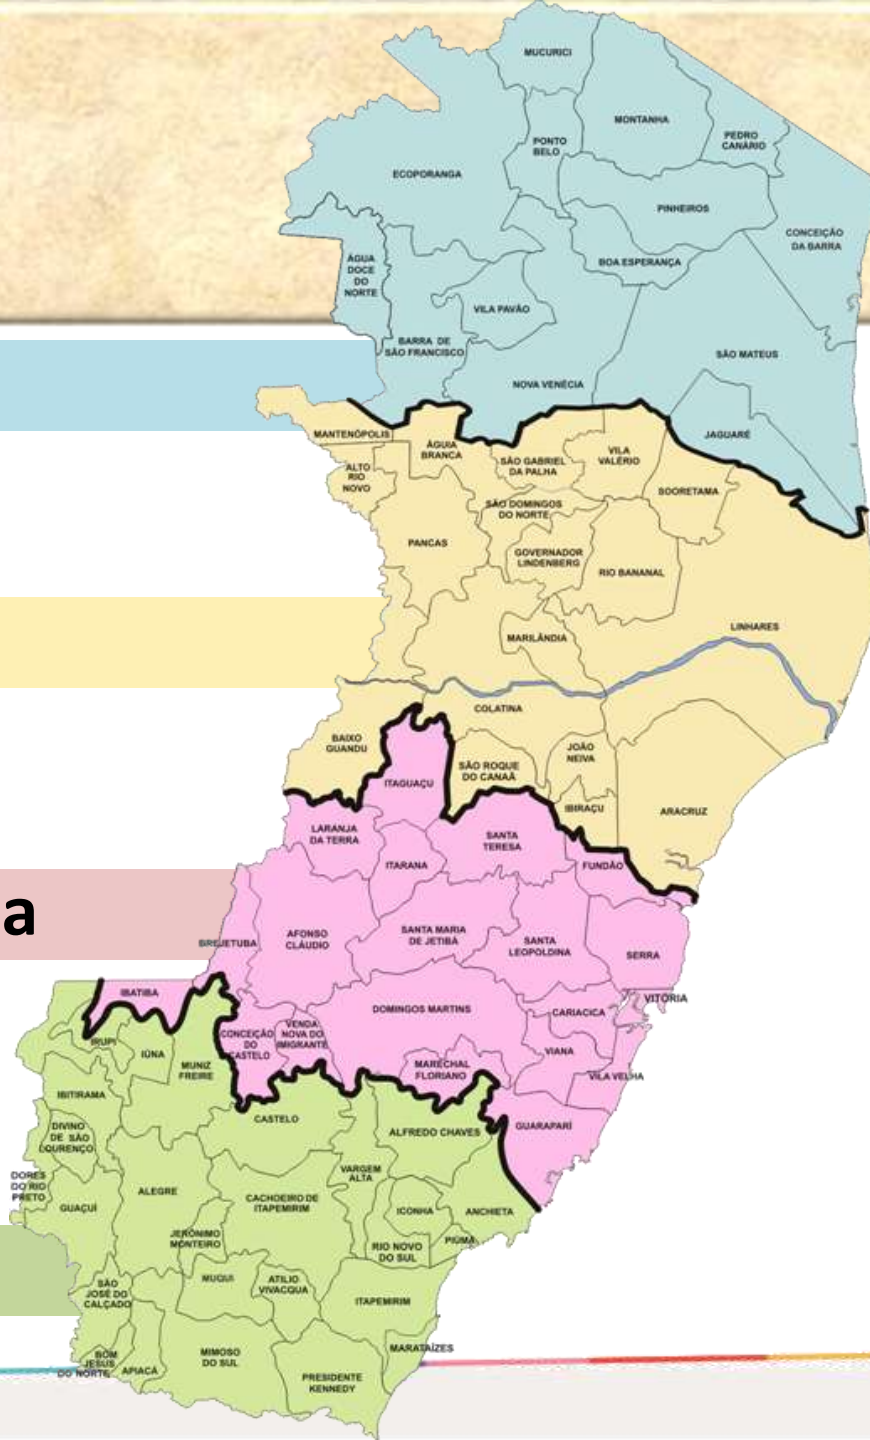 MUCURICI
MONTANHA
PEDRO
CANÁRIO
PONTO
BELO
ECOPORANGA
PINHEIROS
CONCEIÇÃO
DA BARRA
ÁGUA
DOCE
DO
NORTE
BOA ESPERANÇA
VILA PAVÃO
BARRA DE
SÃO FRANCISCO
SÃO MATEUS
NOVA VENÉCIA
MANTENÓPOLIS
ÁGUIA
BRANCA
JAGUARÉ
SÃO GABRIEL
DA PALHA
VILA
VALÉRIO
ALTO
RIO
NOVO
SOORETAMA
SÃO DOMINGOS
DO NORTE
PANCAS
GOVERNADOR
LINDENBERG
RIO BANANAL
MARILÂNDIA
LINHARES
COLATINA
BAIXO
GUANDU
JOÃO
NEIVA
SÃO ROQUE
DO CANAÃ
ITAGUAÇU
IBIRAÇU
ARACRUZ
LARANJA
DA TERRA
SANTA
TERESA
ITARANA
FUNDÃO
a
BREJETUBA
AFONSO
CLÁUDIO
SANTA MARIA
DE JETIBÁ
SANTA
LEOPOLDINA
SERRA
IBATIBA
VITÓRIA
DOMINGOS MARTINS
CARIACICA
CONCEIÇÃO
DO
CASTELO
VENDA
NOVA DO
IMIGRANTE
IRUPI
IÚNA
MUNIZ
FREIRE
VIANA
MARECHAL
FLORIANO
VILA VELHA
IBITIRAMA
CASTELO
GUARAPARÍ
ALFREDO CHAVES
DIVINO
DE SÃO
LOURENÇO
DORES
DO RIO
PRETO
VARGEM
ALTA
ALEGRE
CACHOEIRO DE
ITAPEMIRIM
GUAÇUÍ
ICONHA
ANCHIETA
JERÔNIMO
MONTEIRO
PIÚMA
RIO NOVO
DO SUL
SÃO
JOSÉ DO
CALÇADO
MUQUI
ATILIO
VIVACQUA
ITAPEMIRIM
MARATAÍZES
BOM
JESUS
DO NORTE
APIACÁ
MIMOSO
DO SUL
PRESIDENTE
KENNEDY